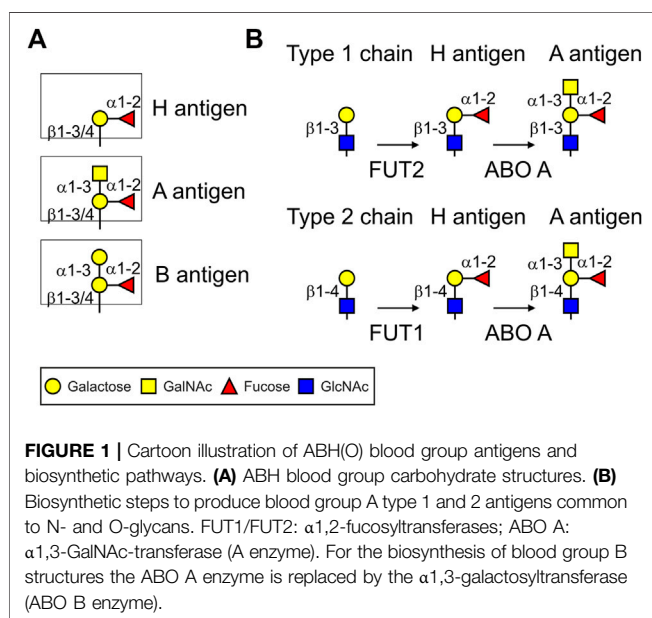 A
α1-2
β1-3/4
H antigen
α1-3
α1-2
β1-3/4
A antigen
α1-3
α1-2
β1-3/4
B antigen
B
Type 1 chain H antigen A antigen
β1-3
FUT2
α1-2
β1-3
ABO A
α1-3
α1-2
β1-3
Type 2 chain H antigen A antigen
β1-4
FUT1
α1-2
β1-4
ABO A
α1-3
α1-2
β1-4
Galactose GalNAc Fucose GlcNAc
FIGURE 1 | Cartoon illustration of ABH(O) blood group antigens and
biosynthetic pathways. (A) ABH blood group carbohydrate structures. (B)
Biosynthetic steps to produce blood group A type 1 and 2 antigens common
to N- and O-glycans. FUT1/FUT2: α1,2-fucosyltransferases; ABO A:
α1,3-GalNAc-transferase (A enzyme). For the biosynthesis of blood group B
structures the ABO A enzyme is replaced by the α1,3-galactosyltransferase
(ABO B enzyme).